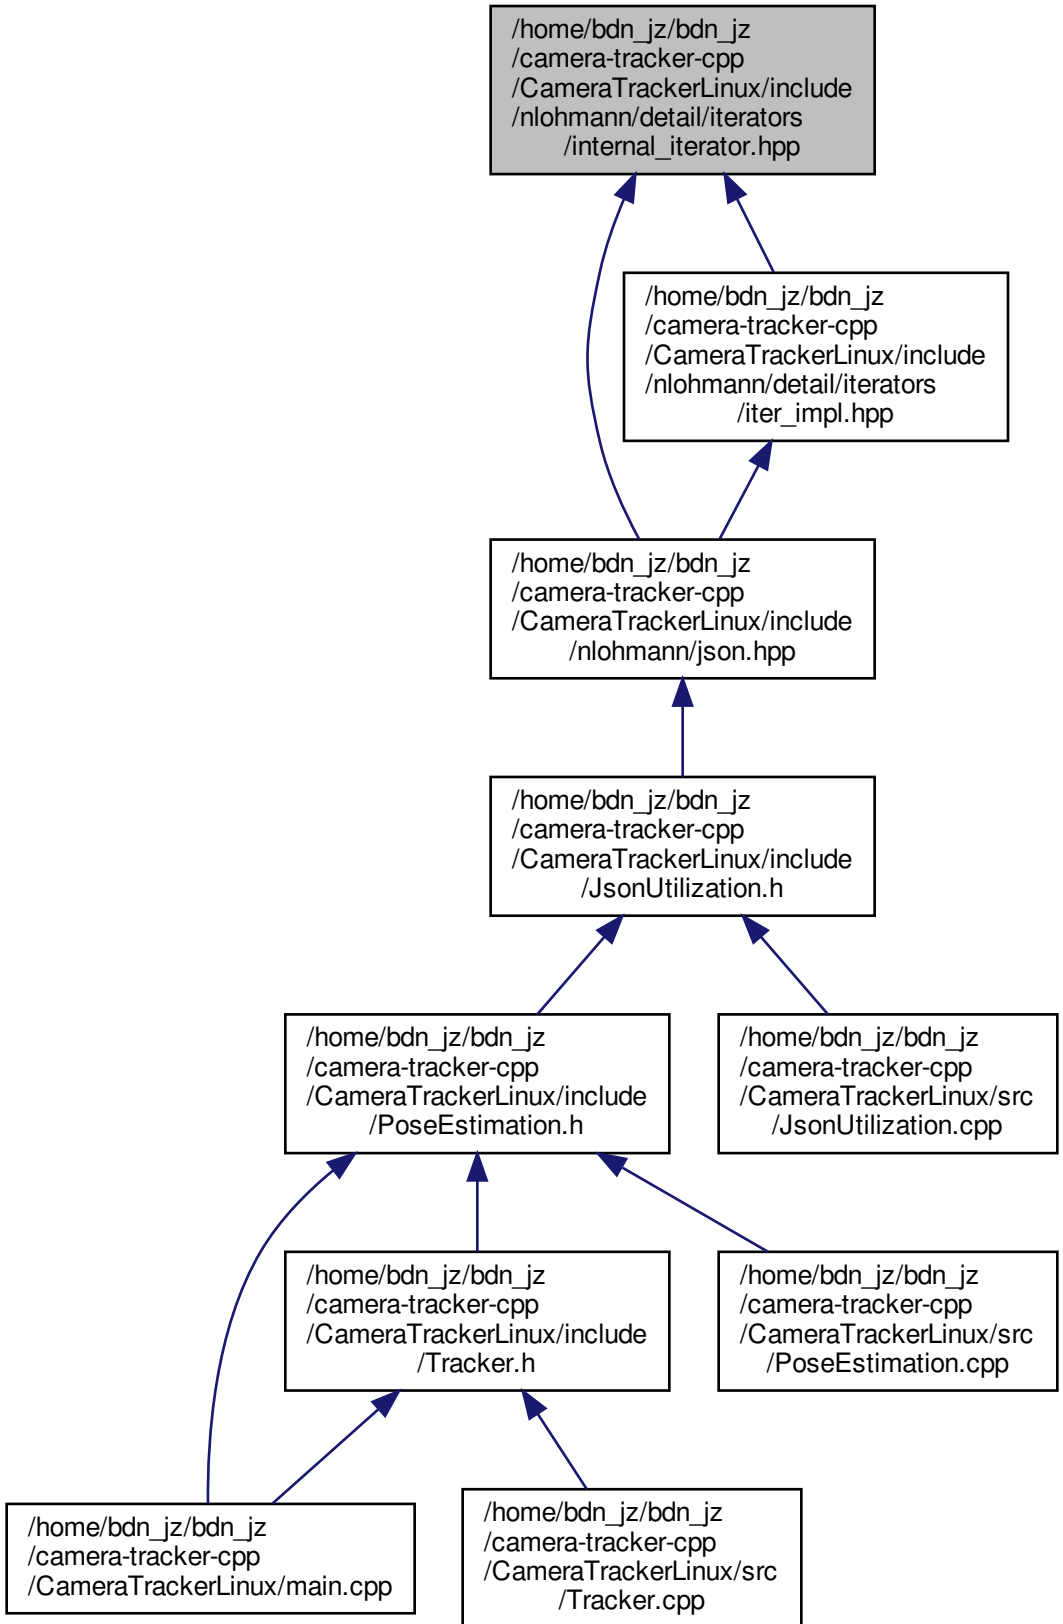 /home/bdn_jz/bdn_jz
/camera-tracker-cpp
/CameraTrackerLinux/include
/nlohmann/detail/iterators
/internal_iterator.hpp
/home/bdn_jz/bdn_jz
/camera-tracker-cpp
/CameraTrackerLinux/include
/nlohmann/detail/iterators
/iter_impl.hpp
/home/bdn_jz/bdn_jz
/camera-tracker-cpp
/CameraTrackerLinux/include
/nlohmann/json.hpp
/home/bdn_jz/bdn_jz
/camera-tracker-cpp
/CameraTrackerLinux/include
/JsonUtilization.h
/home/bdn_jz/bdn_jz
/camera-tracker-cpp
/CameraTrackerLinux/include
/PoseEstimation.h
/home/bdn_jz/bdn_jz
/camera-tracker-cpp
/CameraTrackerLinux/src
/JsonUtilization.cpp
/home/bdn_jz/bdn_jz
/camera-tracker-cpp
/CameraTrackerLinux/include
/Tracker.h
/home/bdn_jz/bdn_jz
/camera-tracker-cpp
/CameraTrackerLinux/src
/PoseEstimation.cpp
/home/bdn_jz/bdn_jz
/camera-tracker-cpp
/CameraTrackerLinux/main.cpp
/home/bdn_jz/bdn_jz
/camera-tracker-cpp
/CameraTrackerLinux/src
/Tracker.cpp